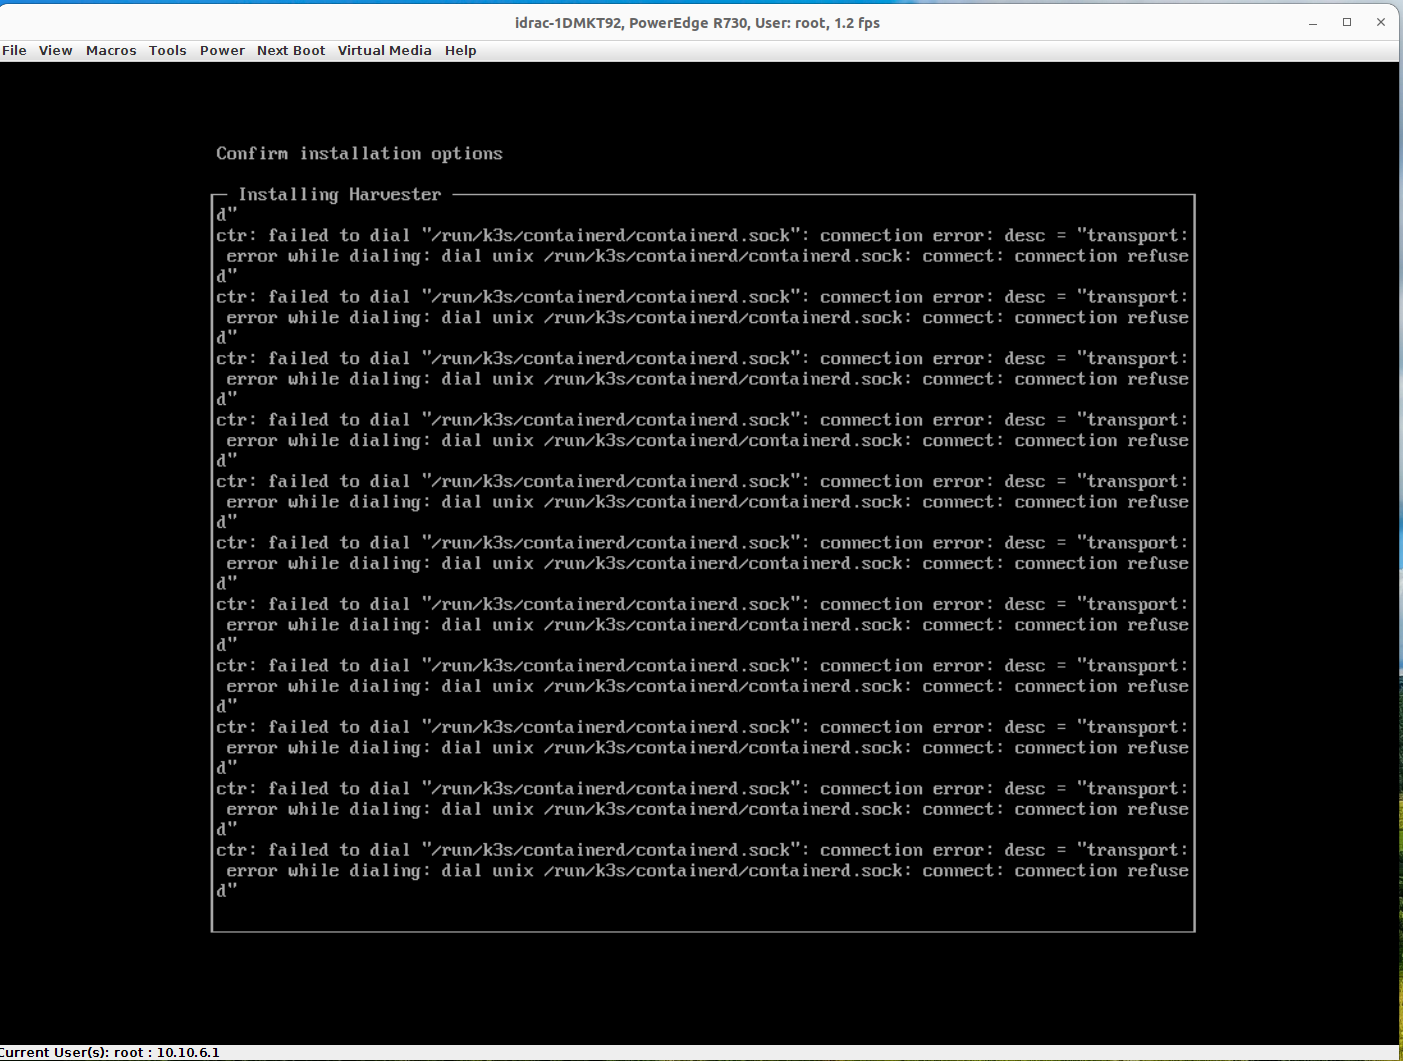 idrac-1DMKT92, PowerEdge R730, User: root, 1.2 fps
File View Macros Tools Power Next Boot Virtual Media Help
Confirm installation options
Installing Harvester
d"
ctr: failed to dial "/run/k3s/containerd/containerd.sock": connection error: desc = "transport:
error while dialing: dial unix /run/k3s/containerd/containerd.sock: connect: connection refuse
d"
ctr: failed to dial "/run/k3s/containerd/containerd.sock": connection error: desc = "transport:
error while dialing: dial unix /run/k3s/containerd/containerd.sock: connect: connection refuse
d"
ctr: failed to dial "/run/k3s/containerd/containerd.sock": connection error: desc = "transport:
error while dialing: dial unix /run/k3s/containerd/containerd.sock: connect: connection refuse
d"
ctr: failed to dial "/run/k3s/containerd/containerd.sock": connection error: desc = "transport:
error while dialing: dial unix /run/k3s/containerd/containerd.sock: connect: connection refuse
d"
ctr: failed to dial "/run/k3s/containerd/containerd.sock": connection error: desc = "transport:
error while dialing: dial unix /run/k3s/containerd/containerd.sock: connect: connection refuse
d"
ctr: failed to dial "/run/k3s/containerd/containerd.sock": connection error: desc = "transport:
error while dialing: dial unix /run/k3s/containerd/containerd.sock: connect: connection refuse
d"
ctr: failed to dial "/run/k3s/containerd/containerd.sock": connection error: desc = "transport:
error while dialing: dial unix /run/k3s/containerd/containerd.sock: connect: connection refuse
d"
ctr: failed to dial "/run/k3s/containerd/containerd.sock": connection error: desc = "transport:
error while dialing: dial unix /run/k3s/containerd/containerd.sock: connect: connection refuse
d"
ctr: failed to dial "/run/k3s/containerd/containerd.sock": connection error: desc = "transport:
error while dialing: dial unix /run/k3s/containerd/containerd.sock: connect: connection refuse
d"
ctr: failed to dial "/run/k3s/containerd/containerd.sock": connection error: desc = "transport:
error while dialing: dial unix /run/k3s/containerd/containerd.sock: connect: connection refuse
d"
ctr: failed to dial "/run/k3s/containerd/containerd.sock": connection error: desc = "transport:
error while dialing: dial unix /run/k3s/containerd/containerd.sock: connect: connection refuse
d"
Current User(s): root : 10.10.6.1